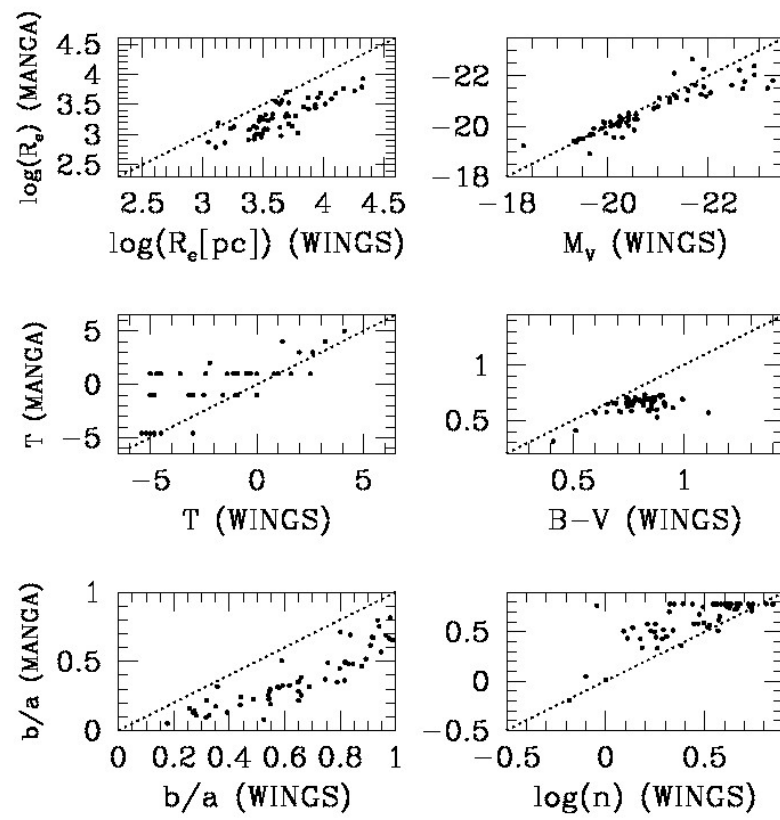 log(R_e) (MANGA)
4.5
4
3.5
3
2.5
2.5 3 3.5 4 4.5
log(R_e[pc]) (WINGS)
−22
−20
−18
−18 −20 −22
M_V (WINGS)
T (MANGA)
5
0
−5
−5 0 5
T (WINGS)
1
0.5
0.5 1
B−V (WINGS)
b/a (MANGA)
1
0.5
0
0 0.2 0.4 0.6 0.8 1
b/a (WINGS)
0.5
0
−0.5
−0.5 0 0.5
log(n) (WINGS)